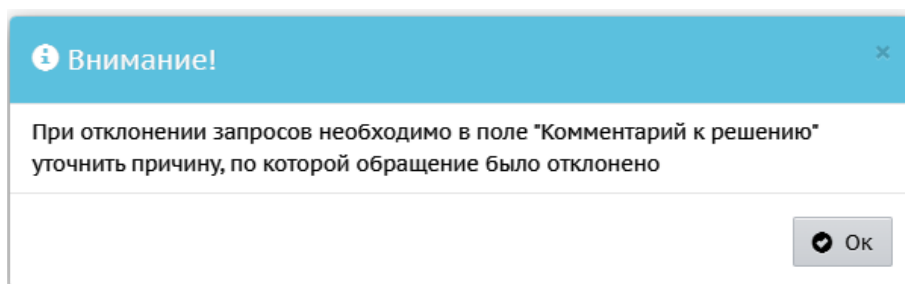 Внимание!
×
При отклонении запросов необходимо в поле "Комментарий к решению"
уточнить причину, по которой обращение было отклонено
Ок